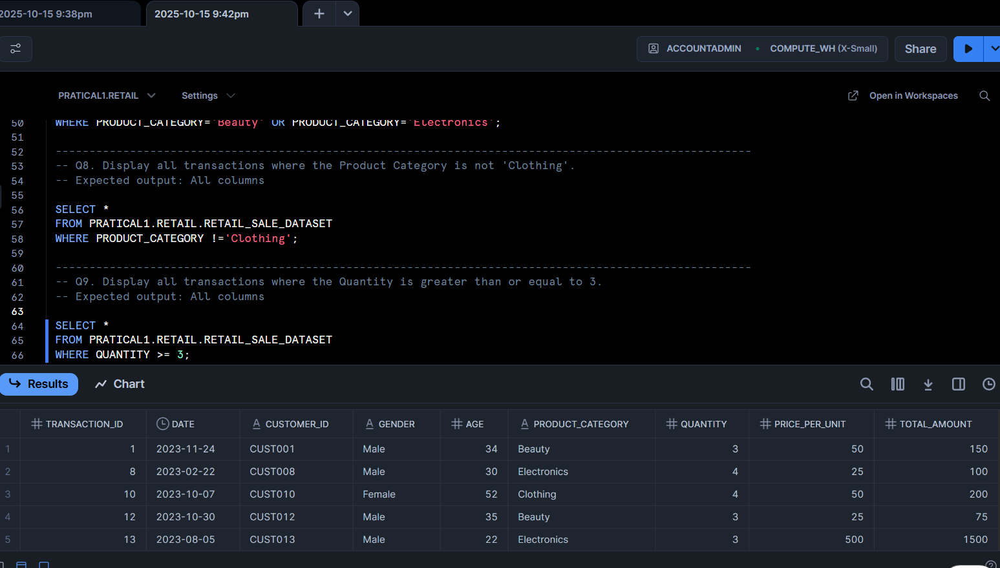 2025-10-15 9:38pm
2025-10-15 9:42pm
ACCOUNTADMIN
COMPUTE_WH (X-Small)
Share
PRATICAL1.RETAIL
Settings
Open in Workspaces
50 WHERE PRODUCT_CATEGORY='Beauty' OR PRODUCT_CATEGORY='Electronics';
51
52 -------------------------------------------------------------------------------------------------------
53 -- Q8. Display all transactions where the Product Category is not 'Clothing'.
54 -- Expected output: All columns
55
56 SELECT *
57 FROM PRATICAL1.RETAIL.RETAIL_SALE_DATASET
58 WHERE PRODUCT_CATEGORY !='Clothing';
59
60 -------------------------------------------------------------------------------------------------------
61 -- Q9. Display all transactions where the Quantity is greater than or equal to 3.
62 -- Expected output: All columns
63
64 SELECT *
65 FROM PRATICAL1.RETAIL.RETAIL_SALE_DATASET
66 WHERE QUANTITY >= 3;
Results
Chart
TRANSACTION_ID DATE CUSTOMER_ID GENDER AGE PRODUCT_CATEGORY QUANTITY PRICE_PER_UNIT TOTAL_AMOUNT
1 1 2023-11-24 CUST001 Male 34 Beauty 3 50 150
2 8 2023-02-22 CUST008 Male 30 Electronics 4 25 100
3 10 2023-10-07 CUST010 Female 52 Clothing 4 50 200
4 12 2023-10-30 CUST012 Male 35 Beauty 3 25 75
5 13 2023-08-05 CUST013 Male 22 Electronics 3 500 1500